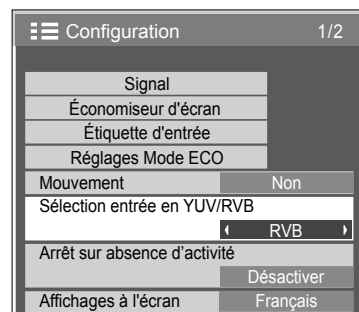 Configuration 1/2
Signal
Économiseur d'écran
Étiquette d'entrée
Réglages Mode ECO
Mouvement Non
Sélection entrée en YUV/RVB
RVB
Arrêt sur absence d’activité
Désactiver
Affichages à l'écran Français